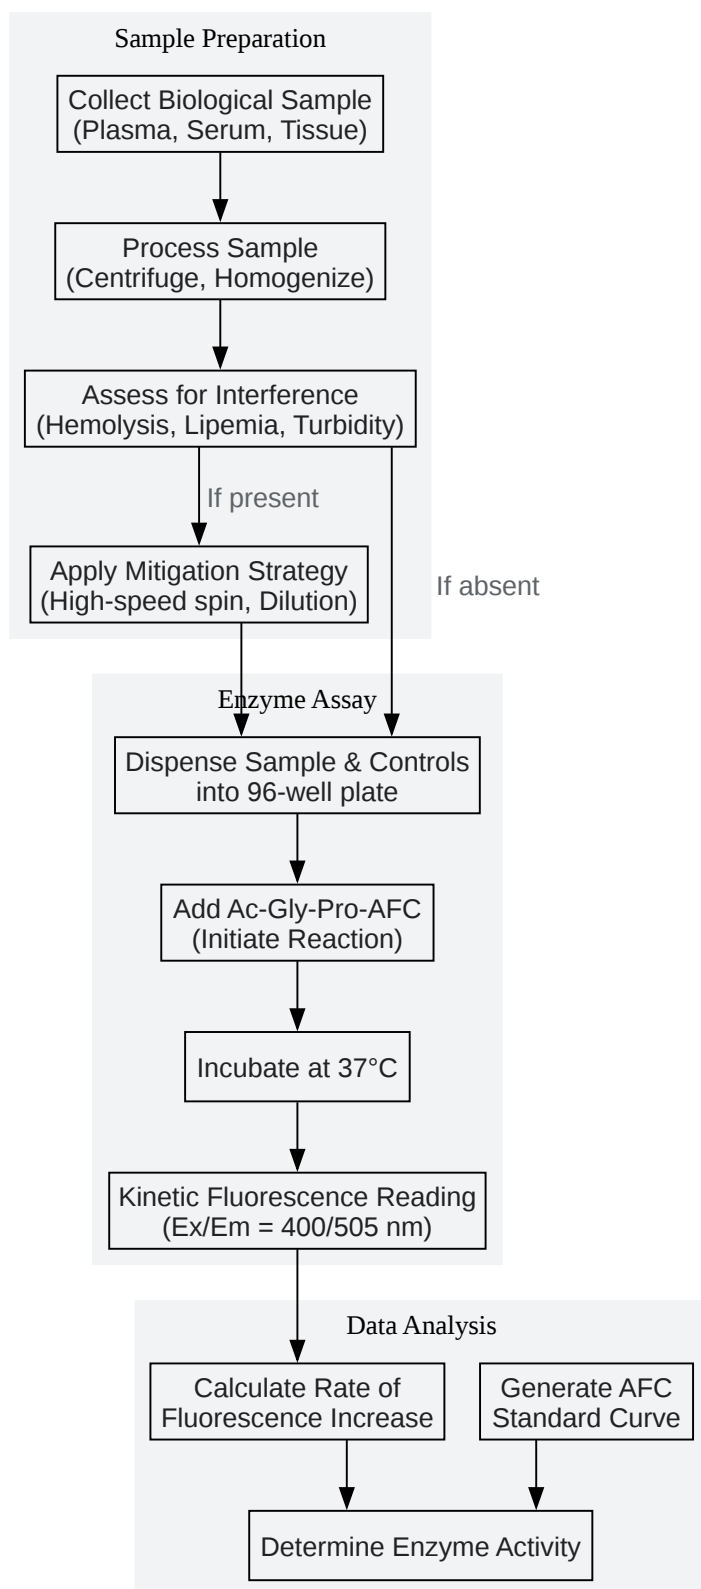 Sample Preparation
Collect Biological Sample
(Plasma, Serum, Tissue)
Process Sample
(Centrifuge, Homogenize)
Assess for Interference
(Hemolysis, Lipemia, Turbidity)
If present
Apply Mitigation Strategy
(High-speed spin, Dilution)
If absent
Enzyme Assay
Dispense Sample & Controls
into 96-well plate
Add Ac-Gly-Pro-AFC
(Initiate Reaction)
Incubate at 37°C
Kinetic Fluorescence Reading
(Ex/Em = 400/505 nm)
Data Analysis
Calculate Rate of
Fluorescence Increase
Generate AFC
Standard Curve
Determine Enzyme Activity